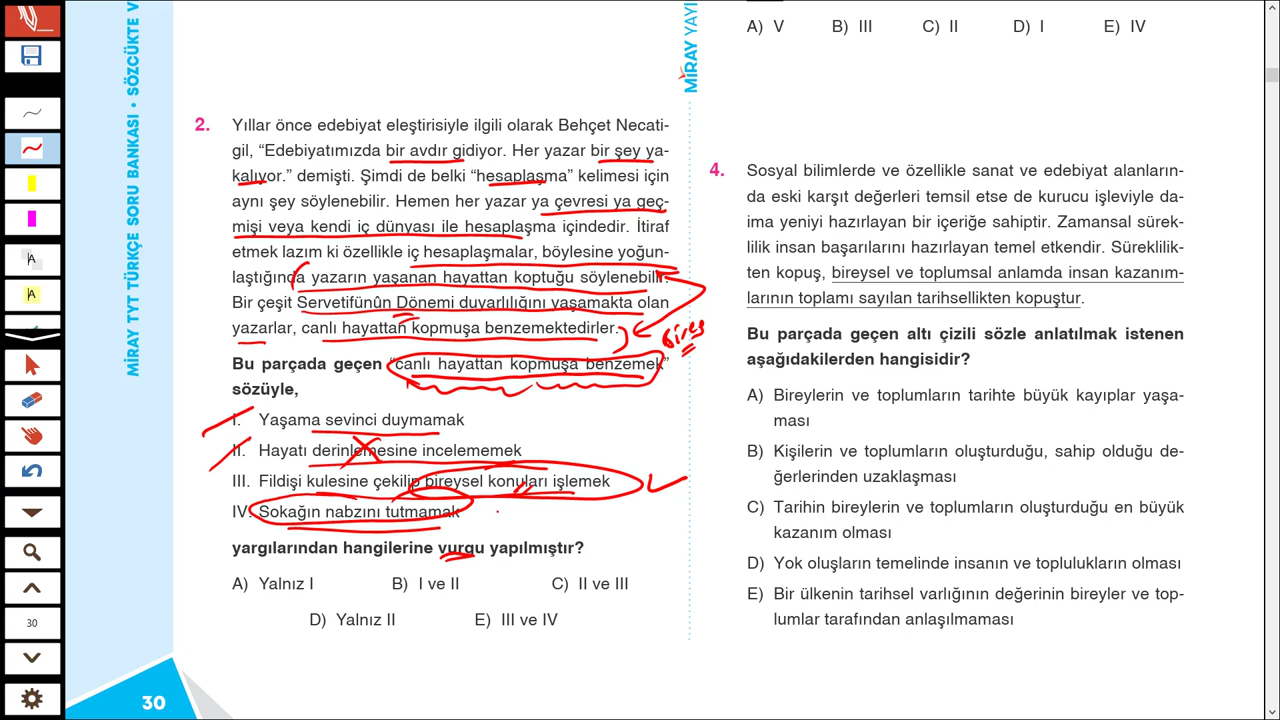 MİRAY TYT TÜRKÇE SORU BANKASI • SÖZCÜKTE V
MİRAY YAYI
A) V B) III C) II D) I E) IV
2. Yıllar önce edebiyat eleştirisiyle ilgili olarak Behçet Necati-
gil, “Edebiyatımızda bir avdır gidiyor. Her yazar bir şey ya-
kalıyor.” demişti. Şimdi de belki “hesaplaşma” kelimesi için
aynı şey söylenebilir. Hemen her yazar ya çevresi ya geç-
mişi veya kendi iç dünyası ile hesaplaşma içindedir. İtiraf
etmek lazım ki özellikle iç hesaplaşmalar, böylesine yoğun-
laştığında yazarın yaşanan hayattan koptuğu söylenebilir.
Bir çeşit Servetifünûn Dönemi duvarlılığını yaşamakta olan
yazarlar, canlı hayattan kopmuşa benzemektedirler.
Bu parçada geçen “canlı hayattan kopmuşa benzemek”
sözüyle,
I. Yaşama sevinci duymamak
II. Hayatı derinlemesine incelememek
III. Fildişi kulesine çekilip bireysel konuları işlemek
IV. Sokağın nabzını tutmamak
yargılarından hangilerine vurgu yapılmıştır?
A) Yalnız I B) I ve II C) II ve III
D) Yalnız II E) III ve IV
4. Sosyal bilimlerde ve özellikle sanat ve edebiyat alanların-
da eski karşıt değerleri temsil etse de kurucu işleviyle da-
ima yeniyi hazırlayan bir içeriğe sahiptir. Zamansal sürek-
lilik insan başarılarını hazırlayan temel etkendir. Süreklilik-
ten kopuş, bireysel ve toplumsal anlamda insan kazanım-
larının toplamı sayılan tarihsellikten kopuştur.
Bu parçada geçen altı çizili sözle anlatılmak istenen
aşağıdakilerden hangisidir?
A) Bireylerin ve toplumların tarihte büyük kayıplar yaşa-
ması
B) Kişilerin ve toplumların oluşturduğu, sahip olduğu de-
ğerlerinden uzaklaşması
C) Tarihin bireylerin ve toplumların oluşturduğu en büyük
kazanım olması
D) Yok oluşların temelinde insanın ve toplulukların olması
E) Bir ülkenin tarihsel varlığının değerinin bireyler ve top-
lumlar tarafından anlaşılmaması
A
A
30
30